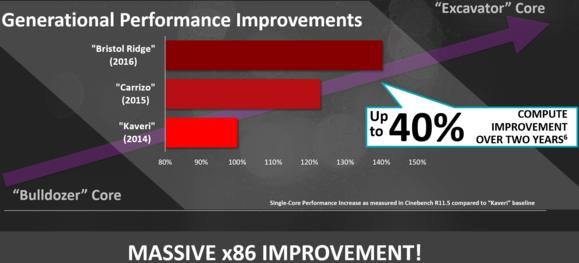 "Excavator" Core
Generational Performance Improvements
"Bristol Ridge"
(2016)
"Carrizo"
(2015)
"Kaveri"
(2014)
Up
to 40% COMPUTE
IMPROVEMENT
OVER TWO YEARS⁶
80% 90% 100% 110% 120% 130% 140% 150%
"Bulldozer" Core
Single-Core Performance Increase as measured in Cinebench R11.5 compared to "Kaveri" baseline
MASSIVE x86 IMPROVEMENT!